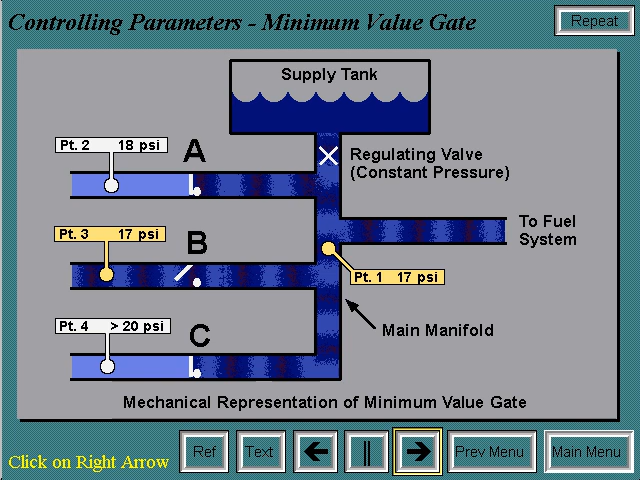 Controlling Parameters - Minimum Value Gate
Repeat
Supply Tank
Pt. 2 18 psi
A
Regulating Valve
(Constant Pressure)
Pt. 3 17 psi
B
To Fuel
System
Pt. 1 17 psi
Pt. 4 > 20 psi
C
Main Manifold
Mechanical Representation of Minimum Value Gate
Click on Right Arrow
Ref
Text
Prev Menu
Main Menu